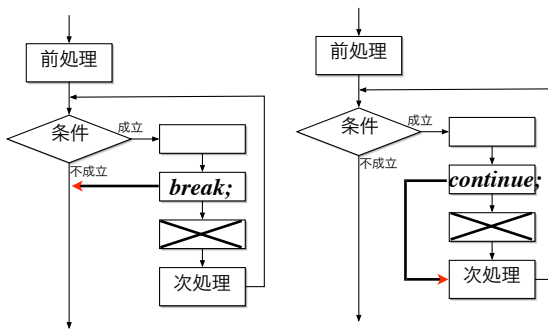 前処理
条件
成立
不成立
break;
次処理
前処理
条件
成立
不成立
continue;
次処理